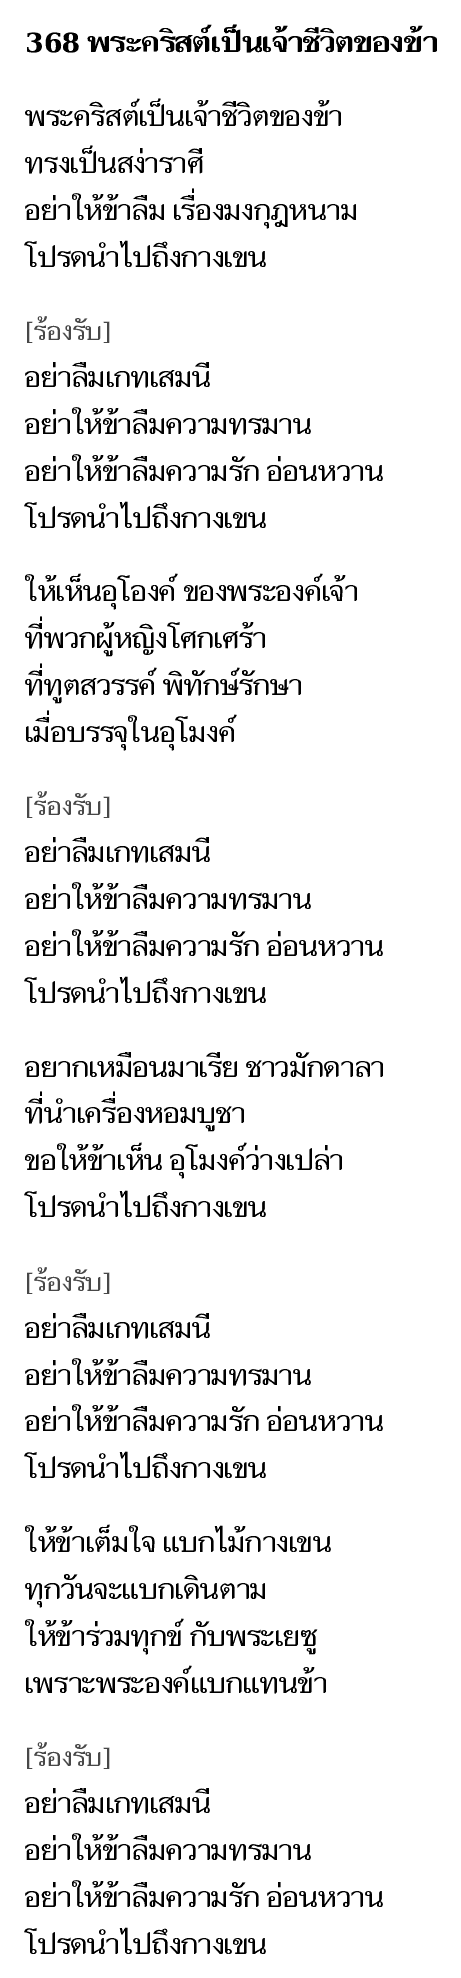 368 พระคริสต์เป็นเจ้าชีวิตของข้า
พระคริสต์เป็นเจ้าชีวิตของข้า
ทรงเป็นสง่าราศี
อย่าให้ข้าลืม เรื่องมงกุฎหนาม
โปรดนำไปถึงกางเขน
[ร้องรับ]
อย่าลืมเกทเสมนี
อย่าให้ข้าลืมความทรมาน
อย่าให้ข้าลืมความรัก อ่อนหวาน
โปรดนำไปถึงกางเขน
ให้เห็นอุโองค์ ของพระองค์เจ้า
ที่พวกผู้หญิงโศกเศร้า
ที่ทูตสวรรค์ พิทักษ์รักษา
เมื่อบรรจุในอุโมงค์
[ร้องรับ]
อย่าลืมเกทเสมนี
อย่าให้ข้าลืมความทรมาน
อย่าให้ข้าลืมความรัก อ่อนหวาน
โปรดนำไปถึงกางเขน
อยากเหมือนมาเรีย ชาวมักดาลา
ที่นำเครื่องหอมบูชา
ขอให้ข้าเห็น อุโมงค์ว่างเปล่า
โปรดนำไปถึงกางเขน
[ร้องรับ]
อย่าลืมเกทเสมนี
อย่าให้ข้าลืมความทรมาน
อย่าให้ข้าลืมความรัก อ่อนหวาน
โปรดนำไปถึงกางเขน
ให้ข้าเต็มใจ แบกไม้กางเขน
ทุกวันจะแบกเดินตาม
ให้ข้าร่วมทุกข์ กับพระเยซู
เพราะพระองค์แบกแทนข้า
[ร้องรับ]
อย่าลืมเกทเสมนี
อย่าให้ข้าลืมความทรมาน
อย่าให้ข้าลืมความรัก อ่อนหวาน
โปรดนำไปถึงกางเขน